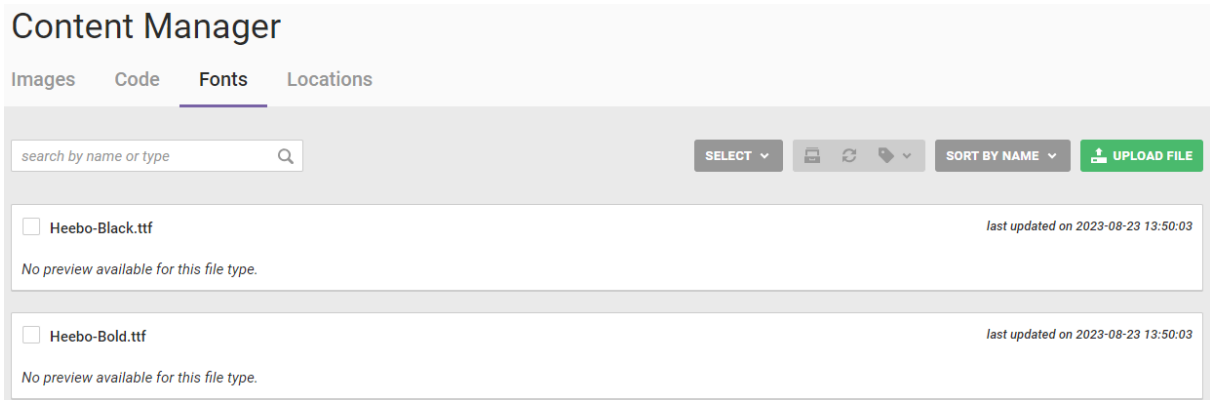 Content Manager
Images Code Fonts Locations
search by name or type SELECT SORT BY NAME UPLOAD FILE
Heebo-Black.ttf last updated on 2023-08-23 13:50:03
No preview available for this file type.
Heebo-Bold.ttf last updated on 2023-08-23 13:50:03
No preview available for this file type.